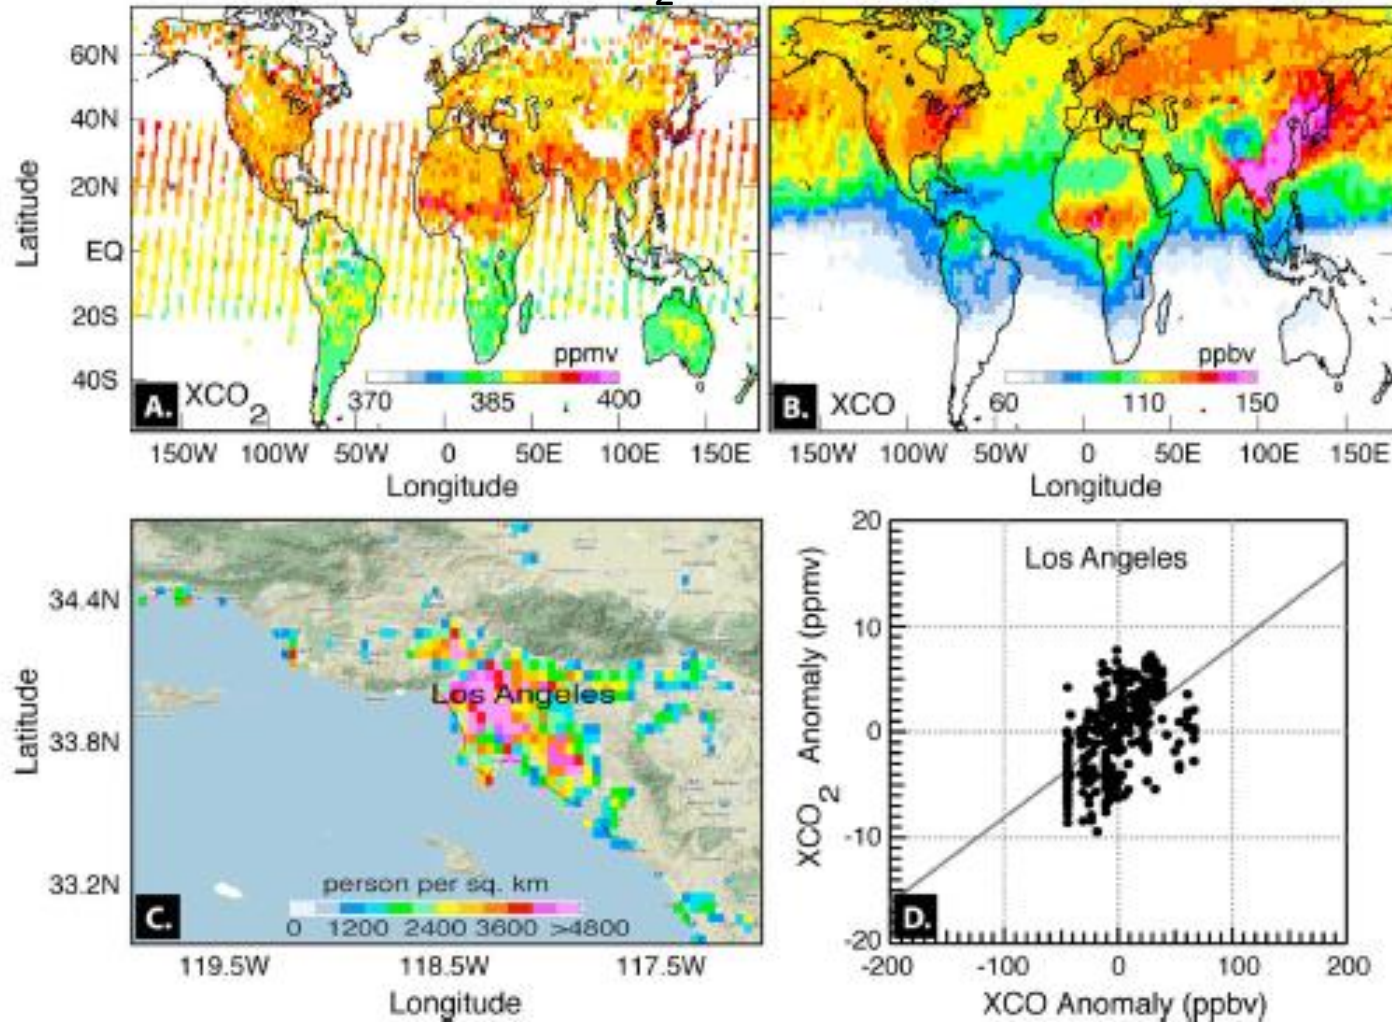 2
60N
40N
20N
EQ
20S
40S
Latitude
ppmv
A. XCO2
370 385 400
150W 100W 50W 0 50E 100E 150E
Longitude
ppbv
B. XCO
60 110 150
150W 100W 50W 0 50E 100E 150E
Longitude
34.4N
33.8N
33.2N
Latitude
Los Angeles
person per sq. km
0 1200 2400 3600 >4800
C.
119.5W 118.5W 117.5W
Longitude
20
10
0
-10
-20
XCO2 Anomaly (ppmv)
Los Angeles
D.
-200 -100 0 100 200
XCO Anomaly (ppbv)